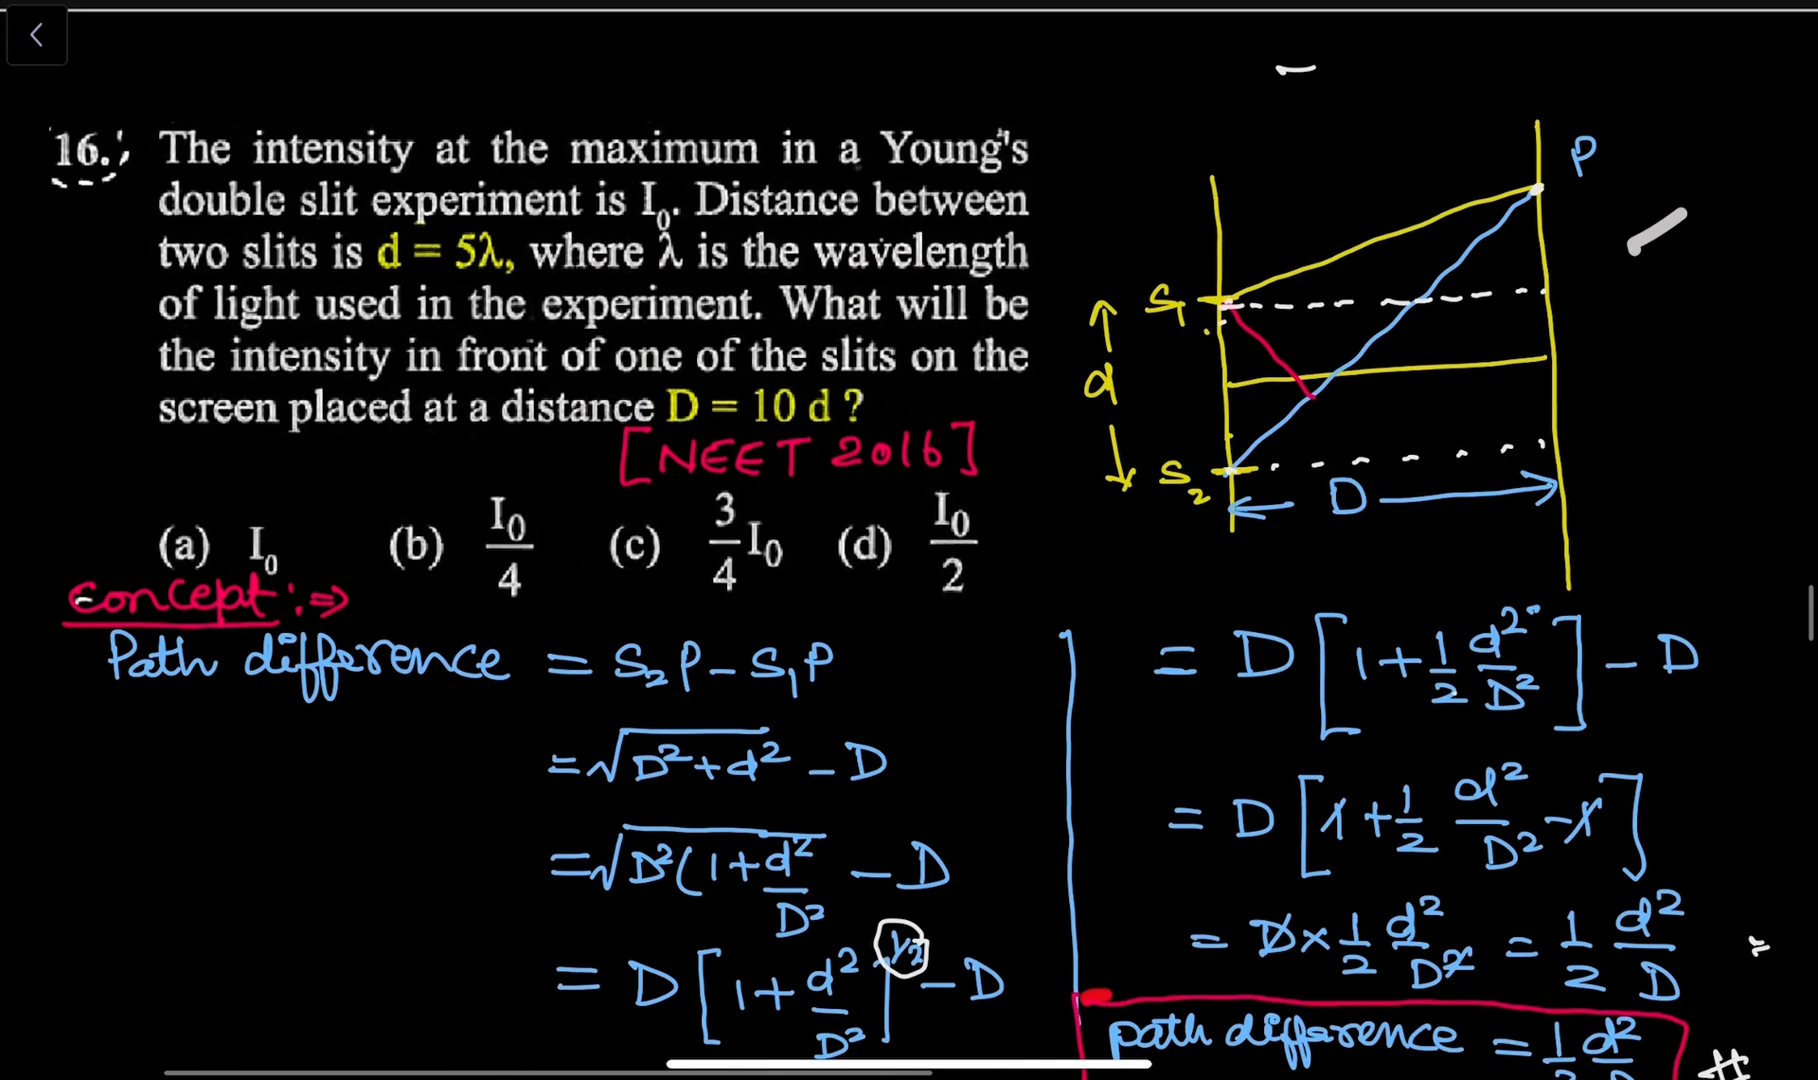 16. The intensity at the maximum in a Young's
double slit experiment is I₀. Distance between
two slits is d = 5λ, where λ is the wavelength
of light used in the experiment. What will be
the intensity in front of one of the slits on the
screen placed at a distance D = 10 d ?
[NEET 2016]
(a) I₀ (b) I₀/4 (c) 3/4 I₀ (d) I₀/2
Concept :⇒
Path difference = S₂P – S₁P
= √(D²+d²) – D
= √(D²(1+d²/D²) – D
= D[1+d²/D²]^1/2 – D
P
S₁
d
S₂
D
= D[1+1/2 d²/D²] – D
= D[1+1/2 d²/D² – 1]
= D×1/2 d²/D² = 1/2 d²/D
path difference = 1/2 d²/D
#